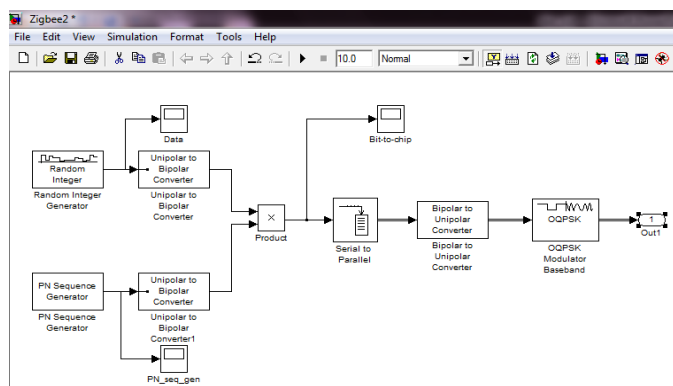 Zigbee2 *
File Edit View Simulation Format Tools Help
10.0 Normal
Data
Bit-to-chip
Random
Integer
Random Integer
Generator
Unipolar to
Bipolar
Converter
Unipolar to
Bipolar
Converter
×
Product
Serial to
Parallel
Bipolar to
Unipolar
Converter
Bipolar to
Unipolar
Converter
OQPSK
OQPSK
Modulator
Baseband
1
Out1
PN Sequence
Generator
PN Sequence
Generator
Unipolar to
Bipolar
Converter
Unipolar to
Bipolar
Converter1
PN_seq_gen